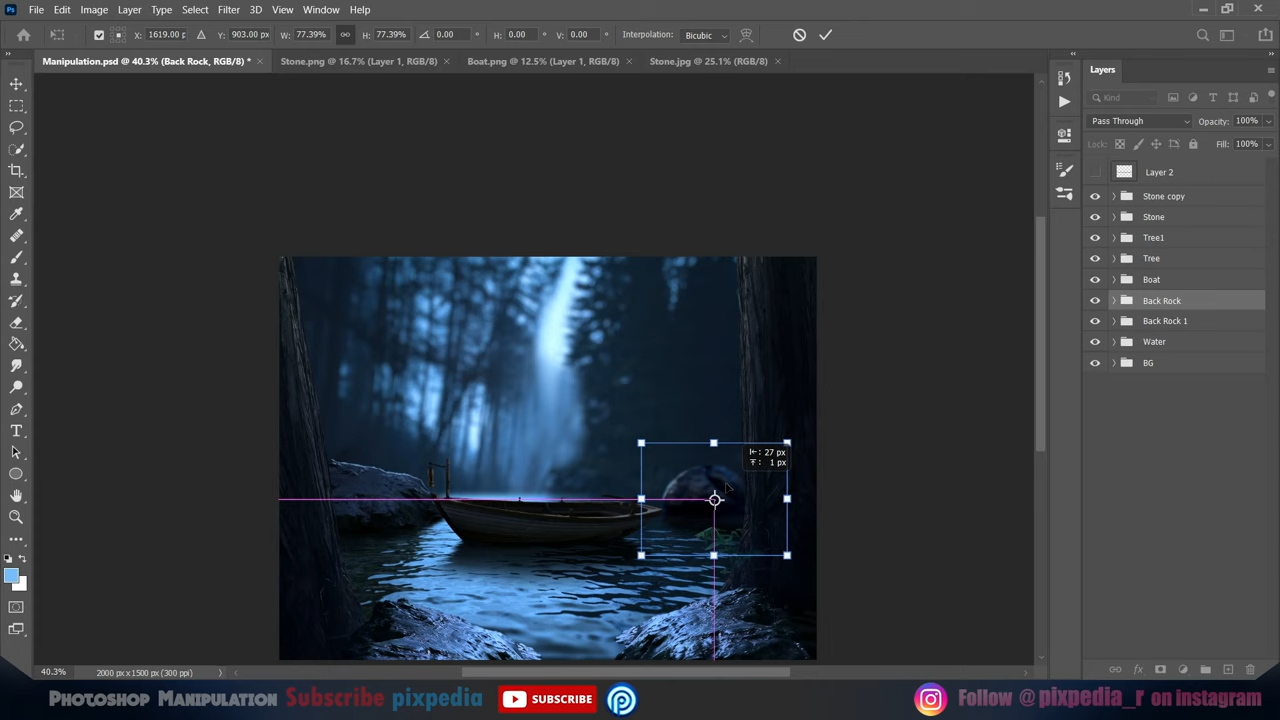 Ps File Edit Image Layer Type Select Filter 3D View Window Help
X: 1619.00 p Y: 903.00 px W: 77.39% H: 77.39% 0.00 ° H: 0.00 ° V: 0.00 ° Interpolation: Bicubic
Manipulation.psd @ 40.3% (Back Rock, RGB/8) * × Stone.png @ 16.7% (Layer 1, RGB/8) × Boat.png @ 12.5% (Layer 1, RGB/8) × Stone.jpg @ 25.1% (RGB/8) ×
Layers
Kind
Pass Through Opacity: 100%
Lock: Fill: 100%
Layer 2
Stone copy
Stone
Tree1
Tree
Boat
Back Rock
Back Rock 1
Water
BG
27 px
1 px
40.3% 2000 px x 1500 px (300 ppi)
Photoshop Manipulation Subscribe pixpedia SUBSCRIBE Follow @pixpedia_r on instagram